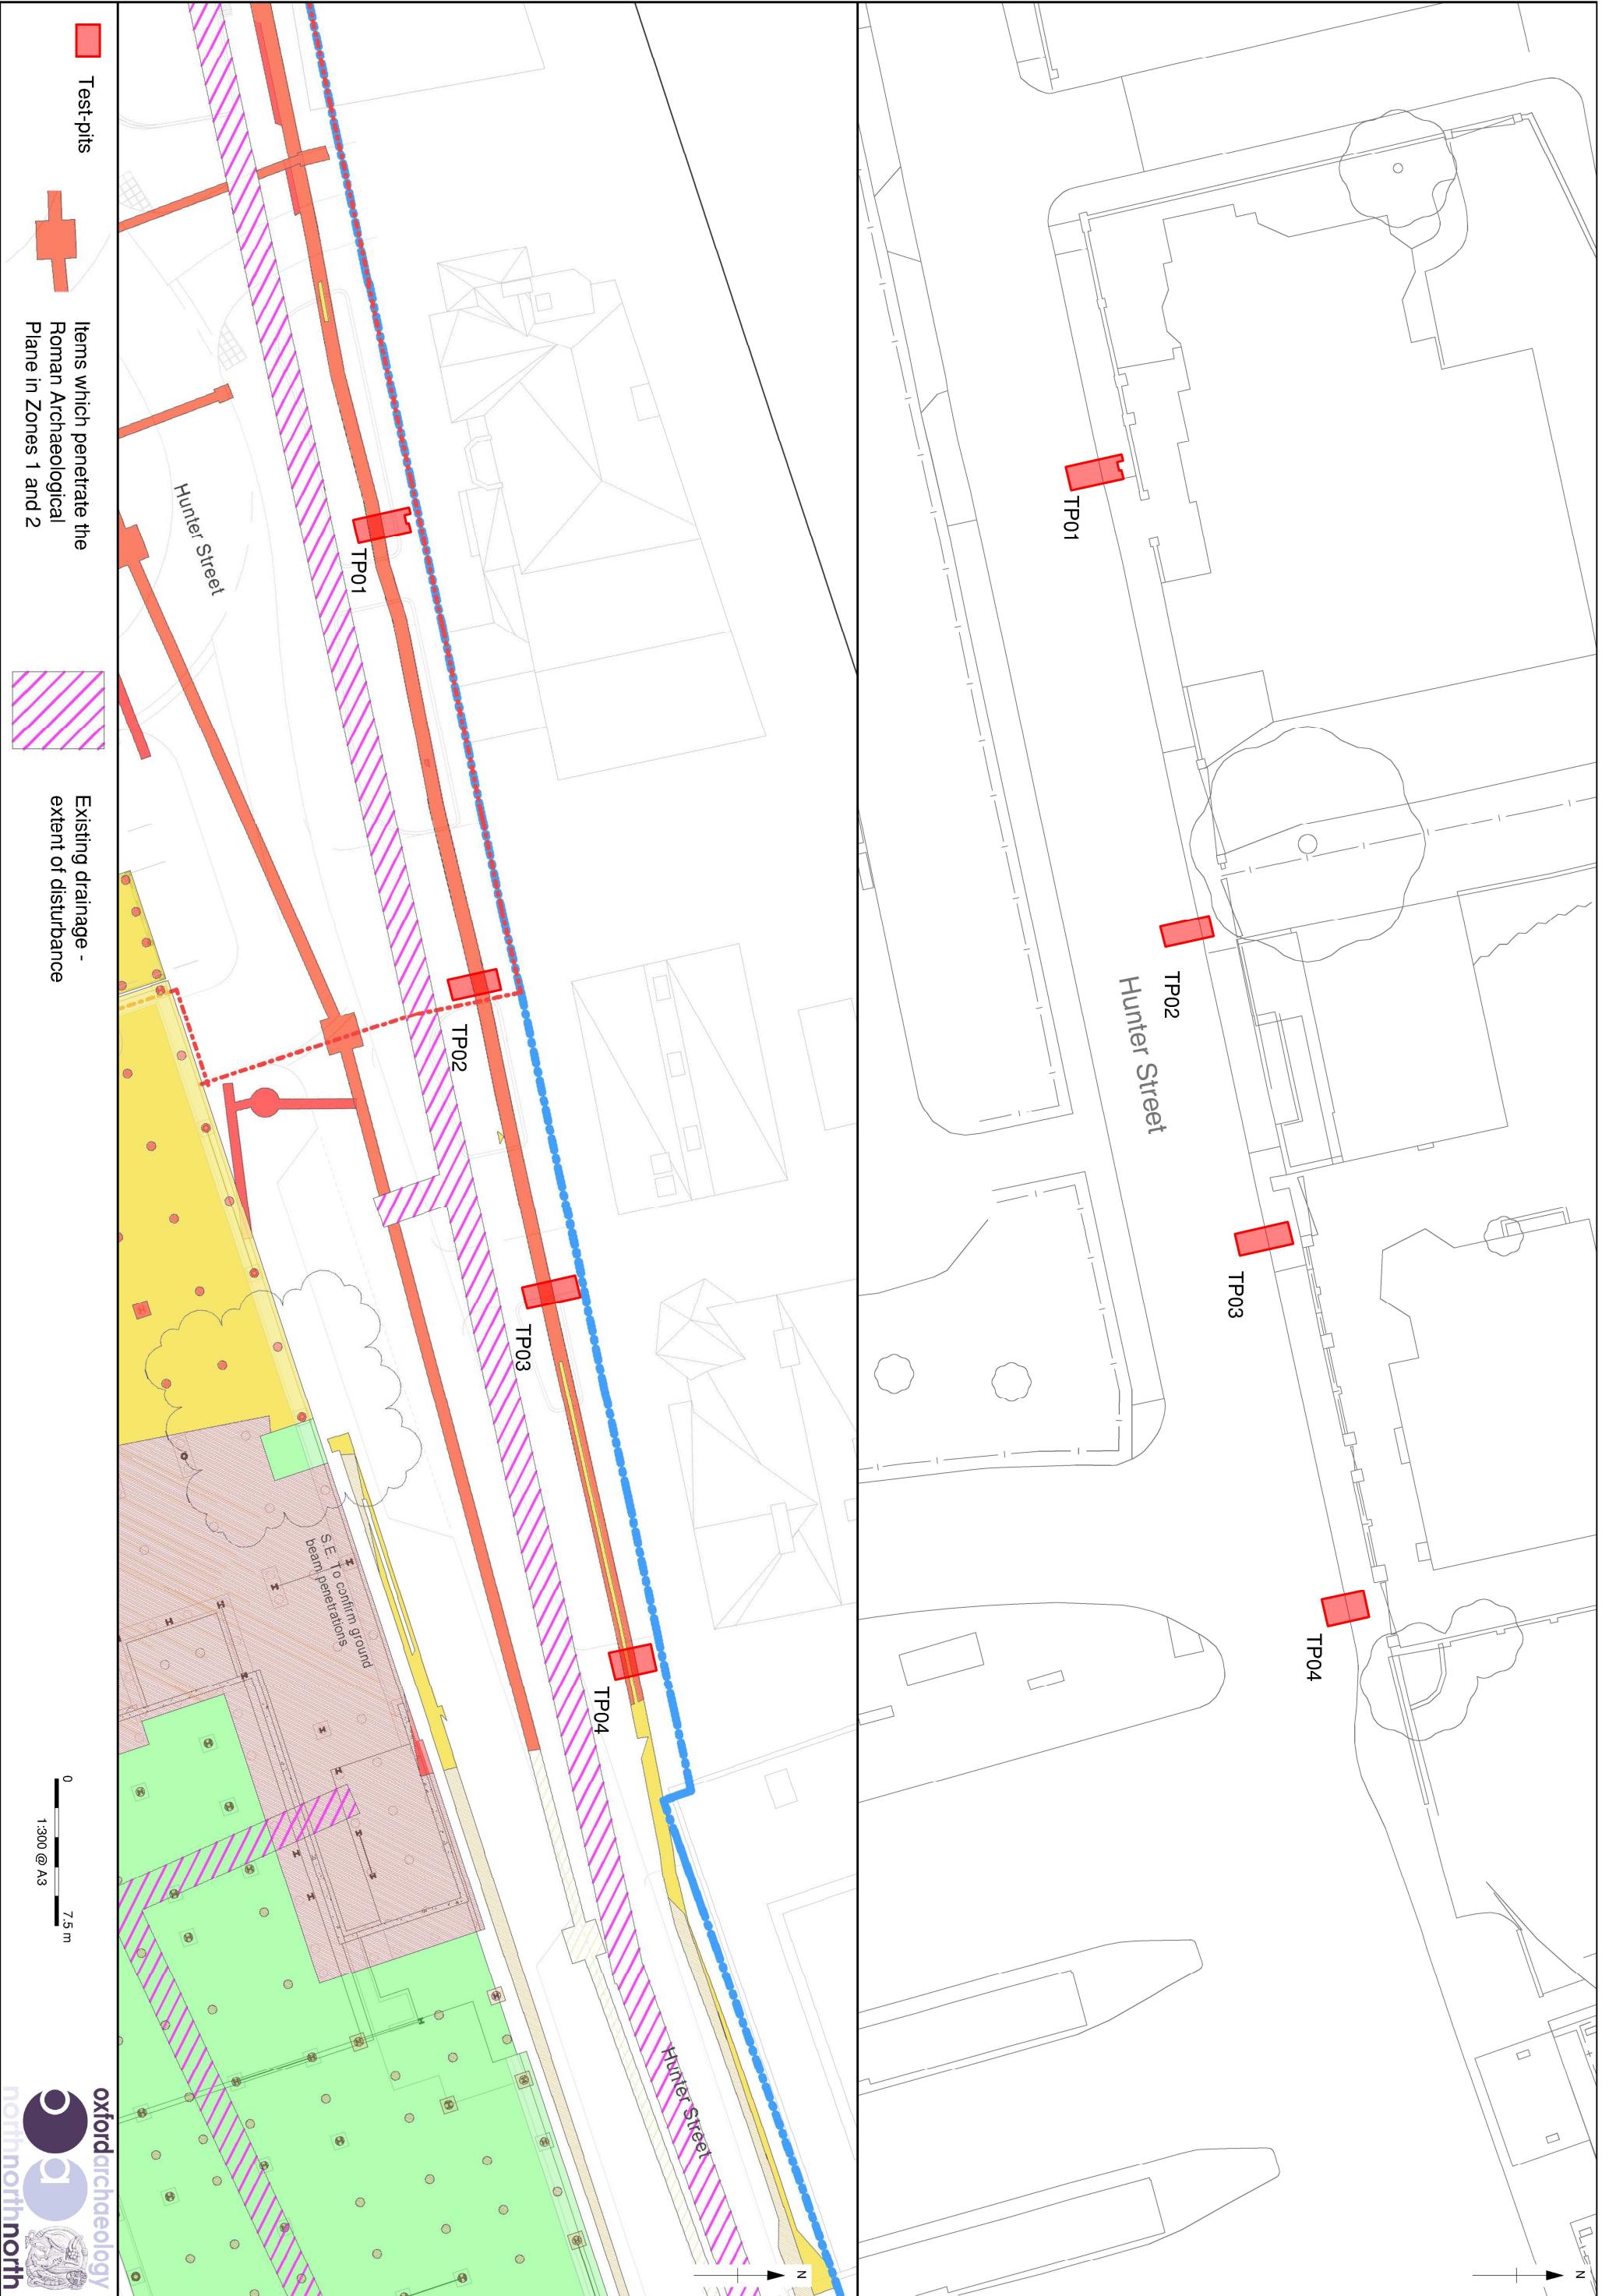 TP01
TP02
Hunter Street
TP03
TP04
N
Hunter Street
TP01
TP02
TP03
S.E. To confirm ground
beam penetrations
TP04
Hunter Street
N
Test-pits
Items which penetrate the
Roman Archaeological
Plane in Zones 1 and 2
Existing drainage -
extent of disturbance
0
7.5 m
1:300 @ A3
oxfordarchaeology
northnorthnorth